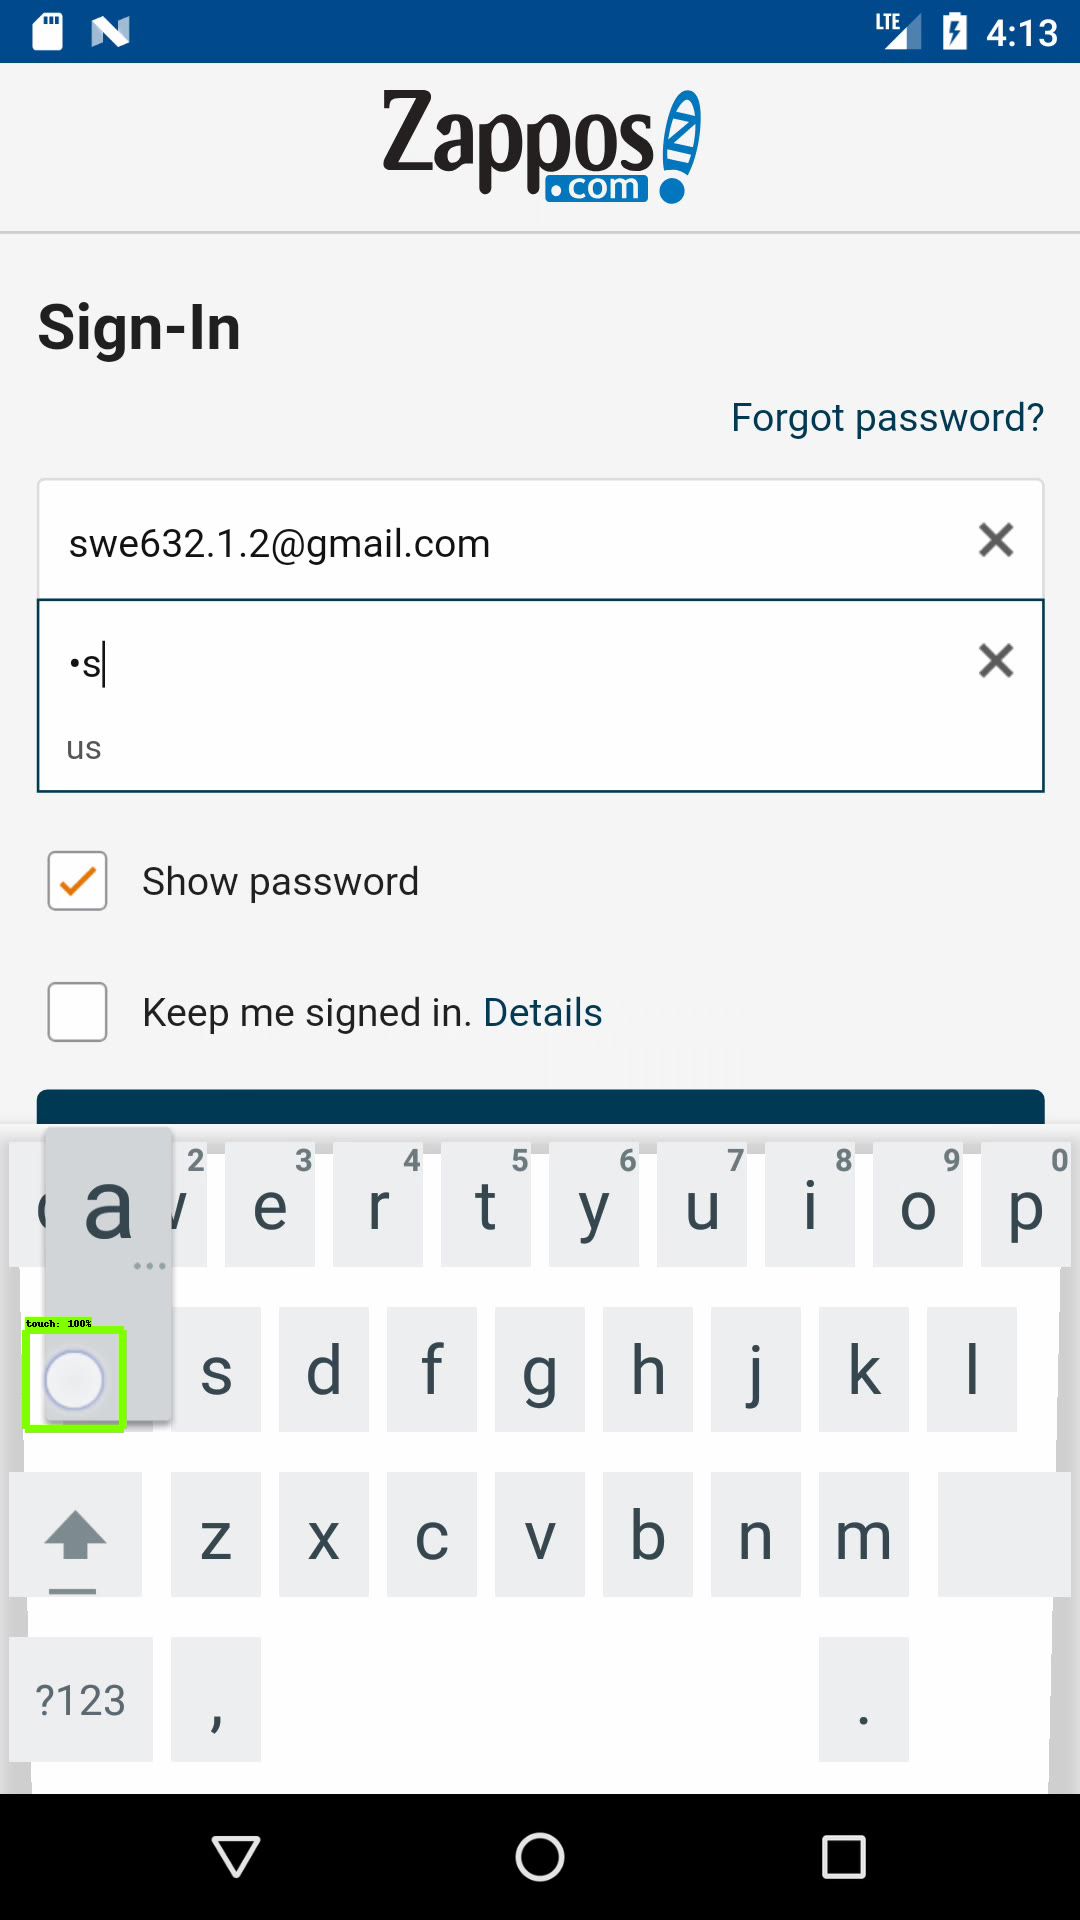 LTE 4:13
Zappos
.com
Sign-In
Forgot password?
swe632.1.2@gmail.com
•s
us
Show password
Keep me signed in. Details
a
2 3 4 5 6 7 8 9 0
e r t y u i o p
touch: 100%
s d f g h j k l
z x c v b n m
?123 , .